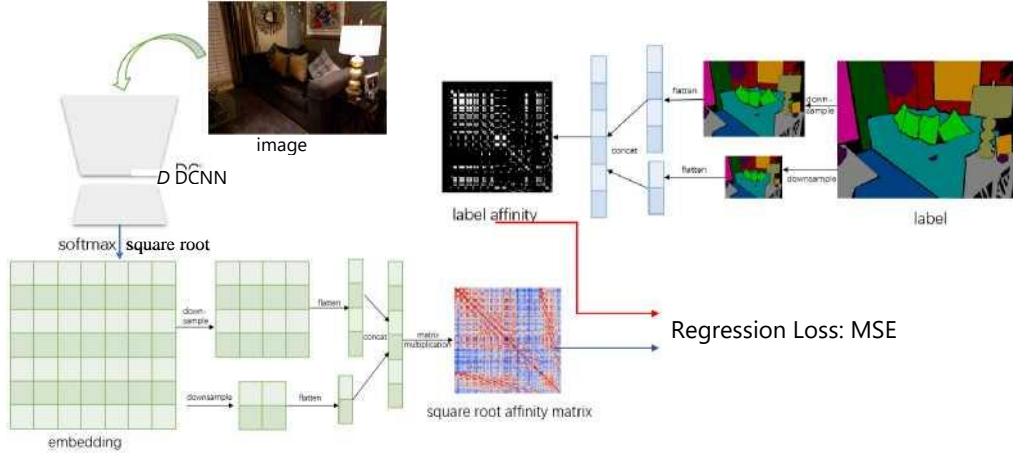 image
D DCNN
softmax square root
embedding
down-
sample
flatten
downsample
flatten
concat
matrix
multiplication
square root affinity matrix
label affinity
concat
flatten
down-
sample
flatten
downsample
label
Regression Loss: MSE